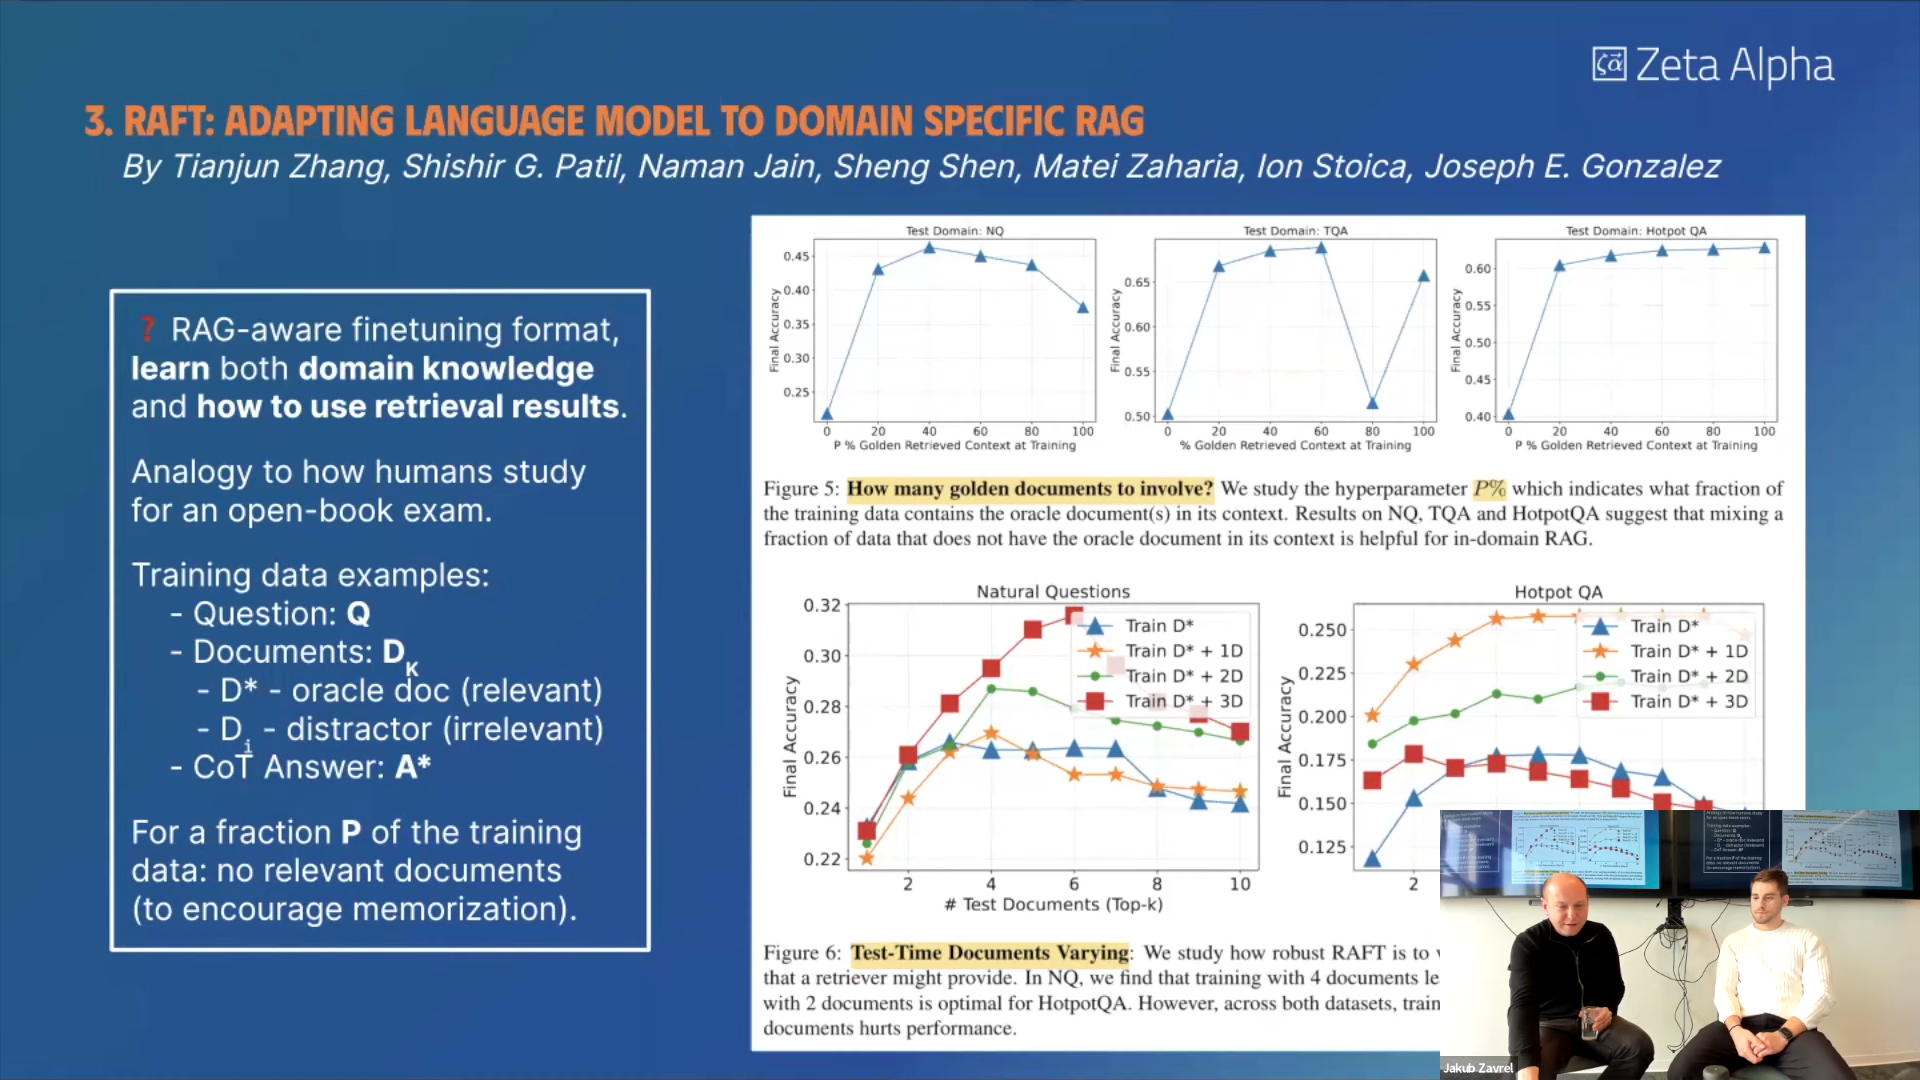 ζα Zeta Alpha
3. RAFT: ADAPTING LANGUAGE MODEL TO DOMAIN SPECIFIC RAG
By Tianjun Zhang, Shishir G. Patil, Naman Jain, Sheng Shen, Matei Zaharia, Ion Stoica, Joseph E. Gonzalez
? RAG-aware finetuning format,
learn both domain knowledge
and how to use retrieval results.
Analogy to how humans study
for an open-book exam.
Training data examples:
- Question: Q
- Documents: D_K
- D* - oracle doc (relevant)
- D_i - distractor (irrelevant)
- CoT Answer: A*
For a fraction P of the training
data: no relevant documents
(to encourage memorization).
Test Domain: NQ
Final Accuracy
0.45
0.40
0.35
0.30
0.25
0 20 40 60 80 100
P % Golden Retrieved Context at Training
Test Domain: TQA
Final Accuracy
0.65
0.60
0.55
0.50
0 20 40 60 80 100
% Golden Retrieved Context at Training
Test Domain: Hotpot QA
Final Accuracy
0.60
0.55
0.50
0.45
0.40
0 20 40 60 80 100
P % Golden Retrieved Context at Training
Figure 5: How many golden documents to involve? We study the hyperparameter P% which indicates what fraction of
the training data contains the oracle document(s) in its context. Results on NQ, TQA and HotpotQA suggest that mixing a
fraction of data that does not have the oracle document in its context is helpful for in-domain RAG.
Natural Questions
Final Accuracy
0.32
0.30
0.28
0.26
0.24
0.22
Train D*
Train D* + 1D
Train D* + 2D
Train D* + 3D
2 4 6 8 10
# Test Documents (Top-k)
Hotpot QA
Final Accuracy
0.250
0.225
0.200
0.175
0.150
0.125
Train D*
Train D* + 1D
Train D* + 2D
Train D* + 3D
2
Figure 6: Test-Time Documents Varying: We study how robust RAFT is to
that a retriever might provide. In NQ, we find that training with 4 documents le
with 2 documents is optimal for HotpotQA. However, across both datasets, train
documents hurts performance.
Jakub Zavrel